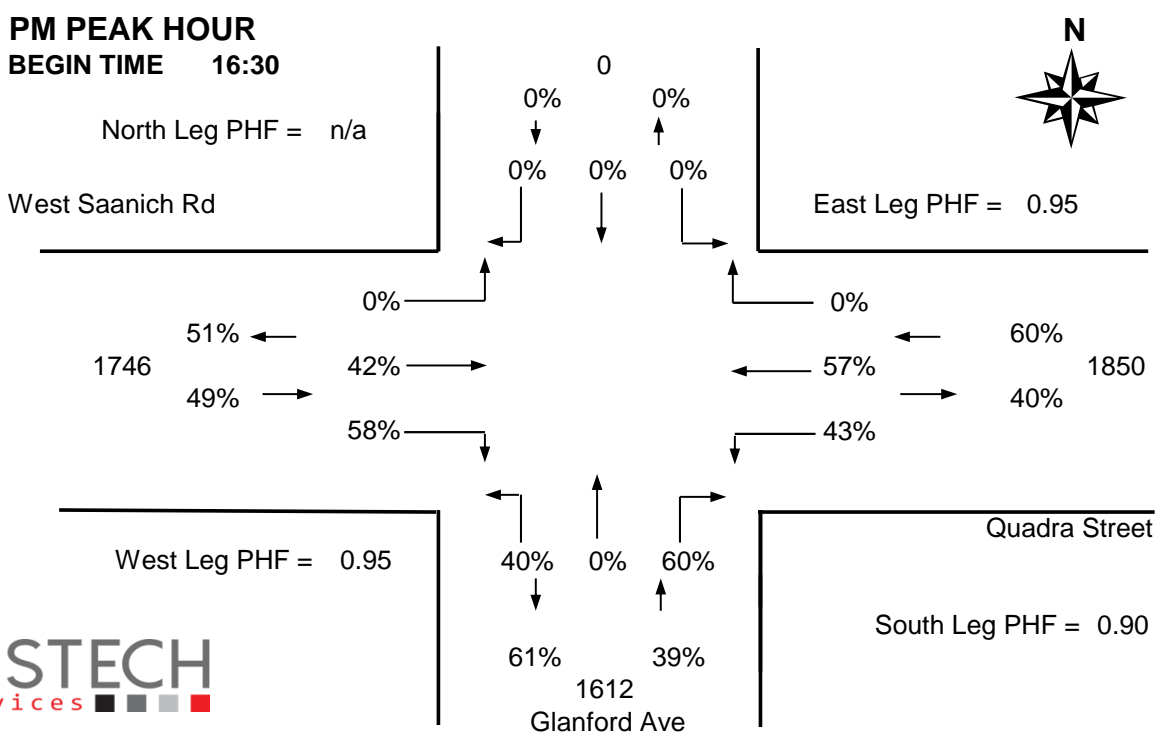 PM PEAK HOUR
N
BEGIN TIME 16:30
0
0% 0%
North Leg PHF = n/a
0% 0% 0%
West Saanich Rd
East Leg PHF = 0.95
0% 0%
51% 60%
1746 42% 57% 1850
49% 40%
58% 43%
Quadra Street
West Leg PHF = 0.95
40% 0% 60%
South Leg PHF = 0.90
STECH
61% 39%
1612
vices
Glanford Ave